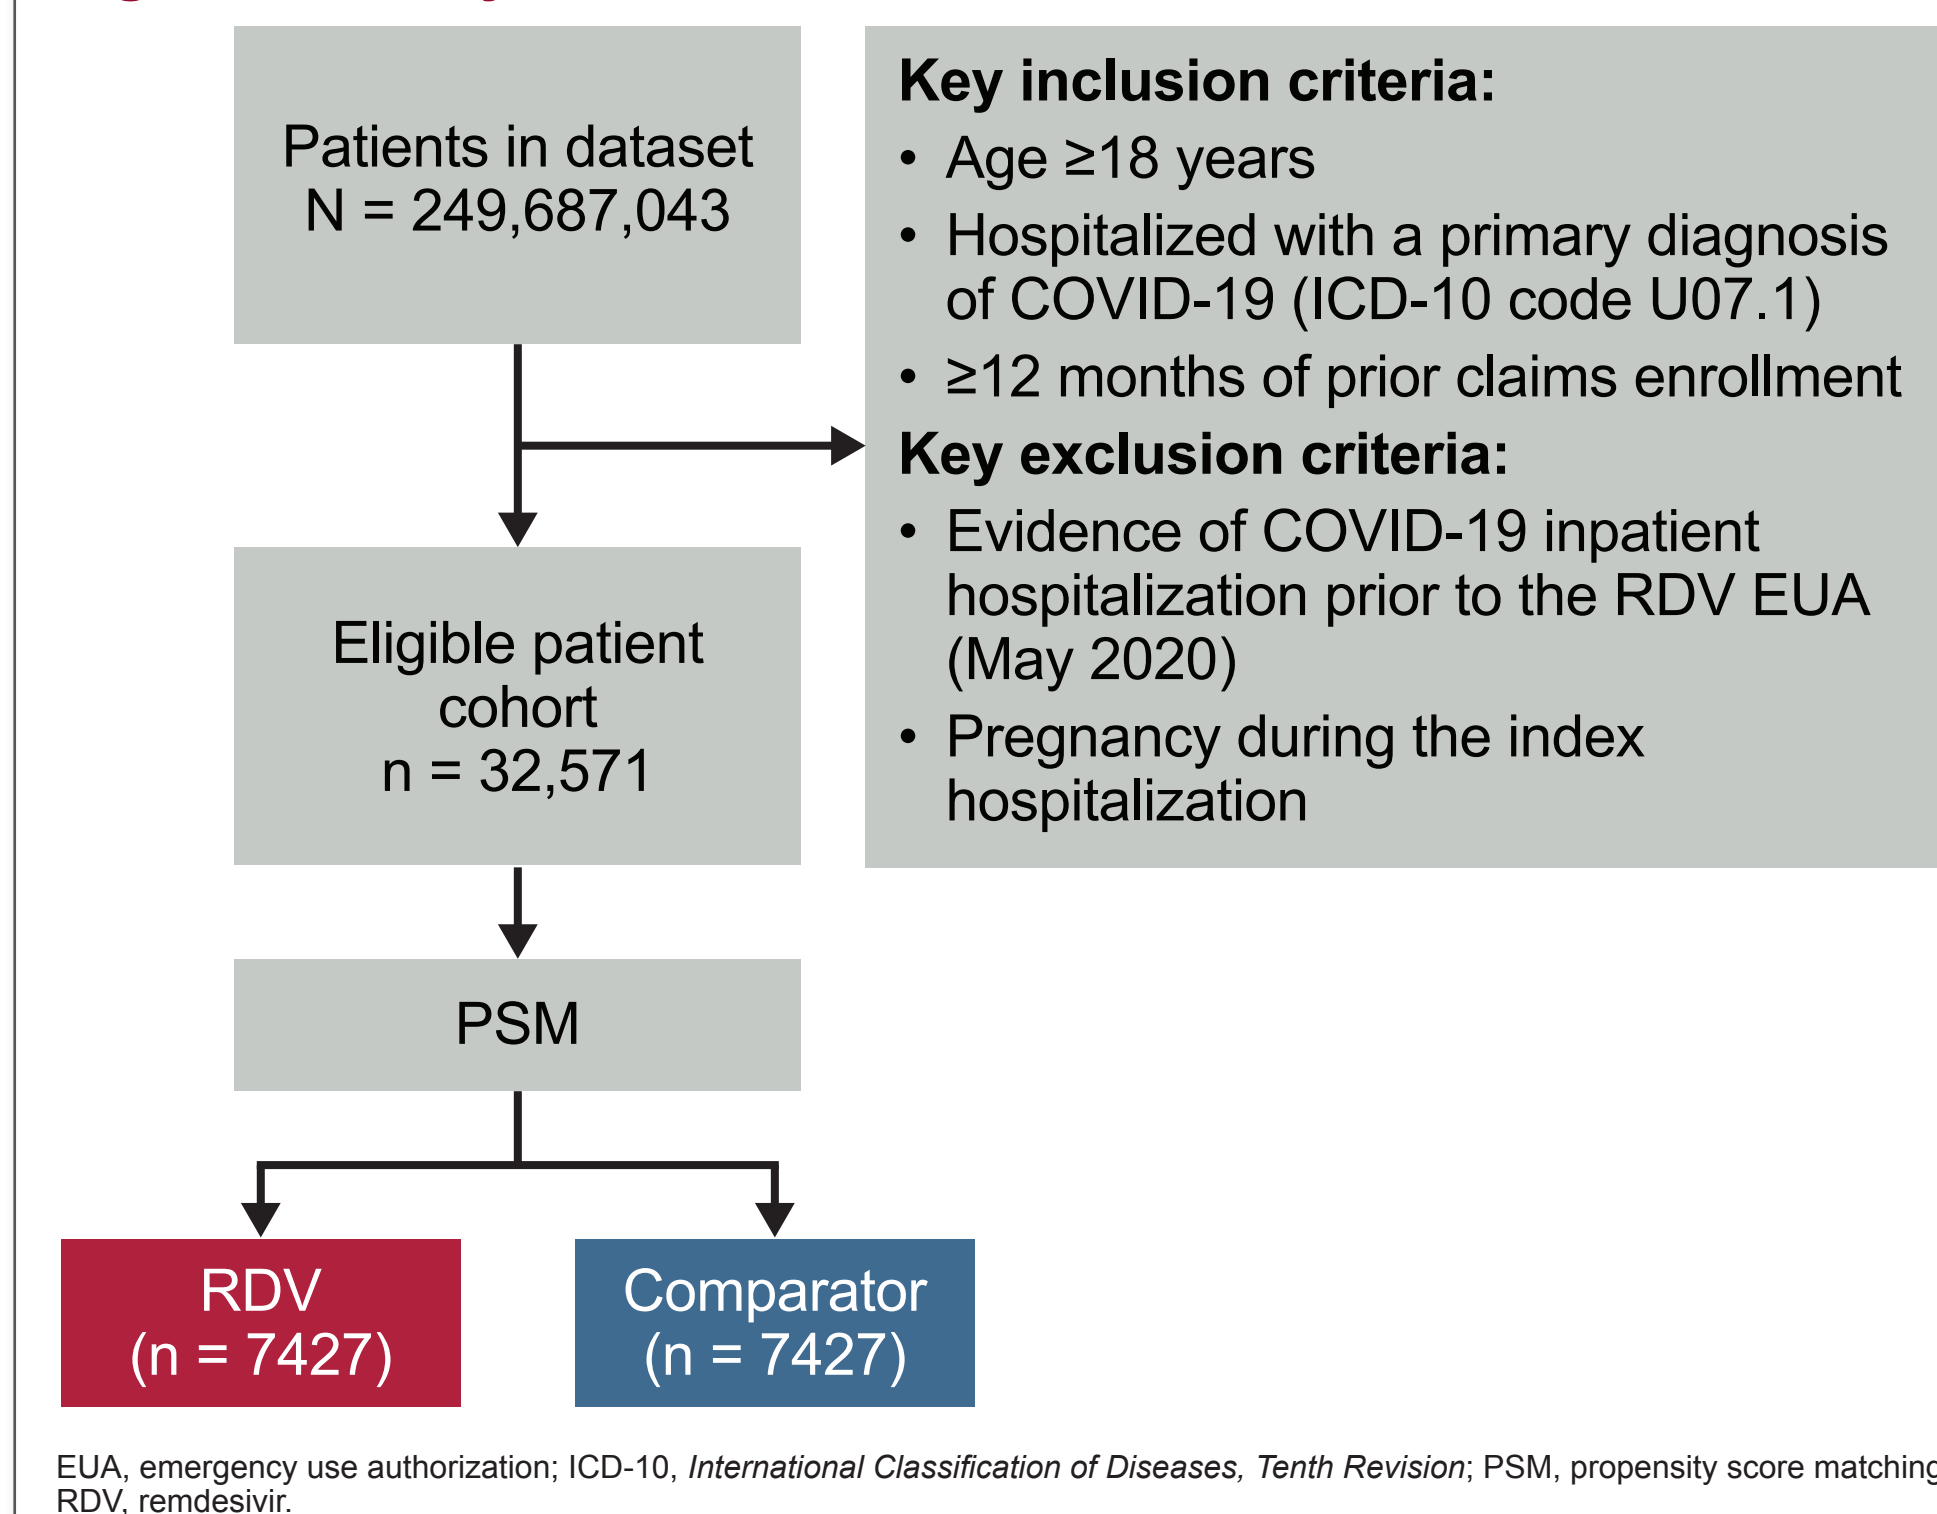 Patients in dataset
N = 249,687,043
Key inclusion criteria:
• Age ≥18 years
• Hospitalized with a primary diagnosis
of COVID-19 (ICD-10 code U07.1)
• ≥12 months of prior claims enrollment
Key exclusion criteria:
• Evidence of COVID-19 inpatient
hospitalization prior to the RDV EUA
(May 2020)
• Pregnancy during the index
hospitalization
Eligible patient
cohort
n = 32,571
PSM
RDV
(n = 7427)
Comparator
(n = 7427)
EUA, emergency use authorization; ICD-10, International Classification of Diseases, Tenth Revision; PSM, propensity score matching
RDV, remdesivir.